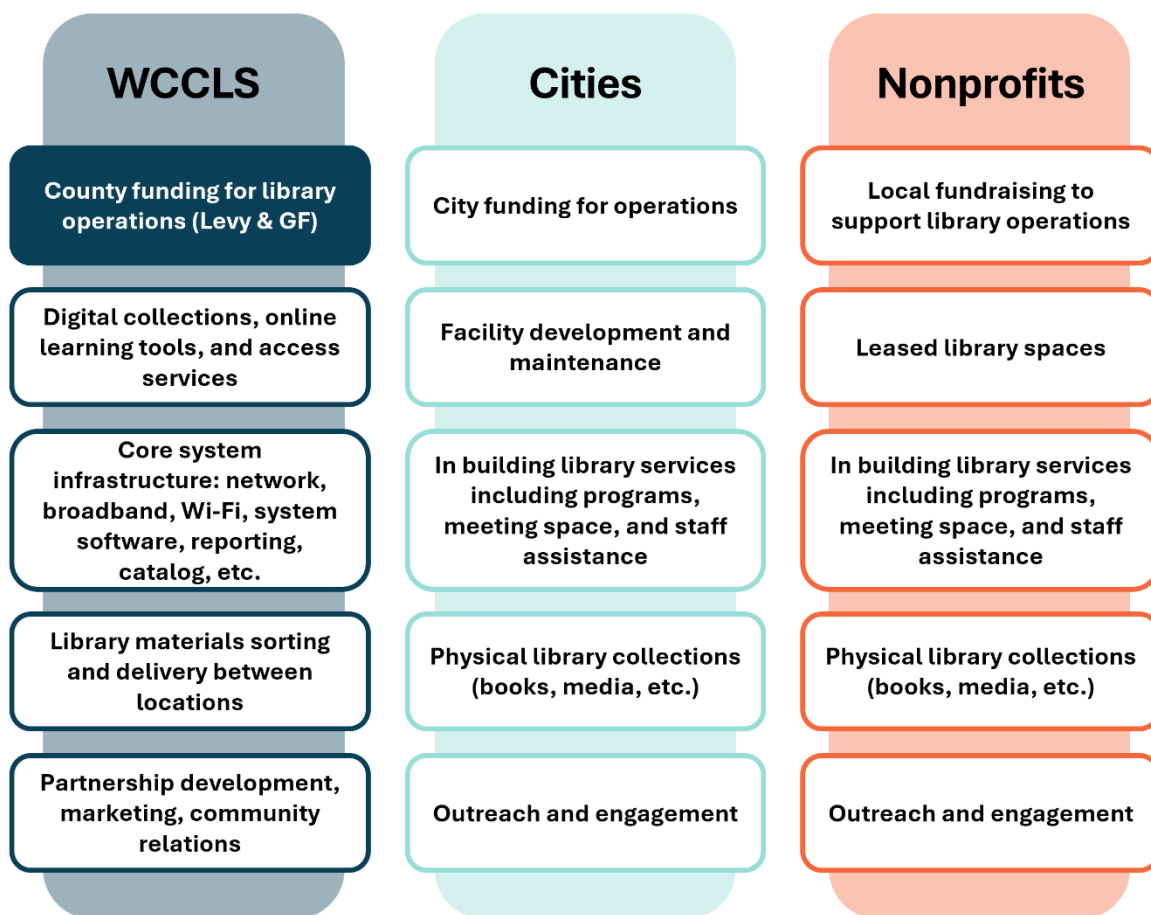 WCCLS
County funding for library
operations (Levy & GF)
Digital collections, online
learning tools, and access
services
Core system
infrastructure: network,
broadband, Wi-Fi, system
software, reporting,
catalog, etc.
Library materials sorting
and delivery between
locations
Partnership development,
marketing, community
relations
Cities
City funding for operations
Facility development and
maintenance
In building library services
including programs,
meeting space, and staff
assistance
Physical library collections
(books, media, etc.)
Outreach and engagement
Nonprofits
Local fundraising to
support library operations
Leased library spaces
In building library services
including programs,
meeting space, and staff
assistance
Physical library collections
(books, media, etc.)
Outreach and engagement